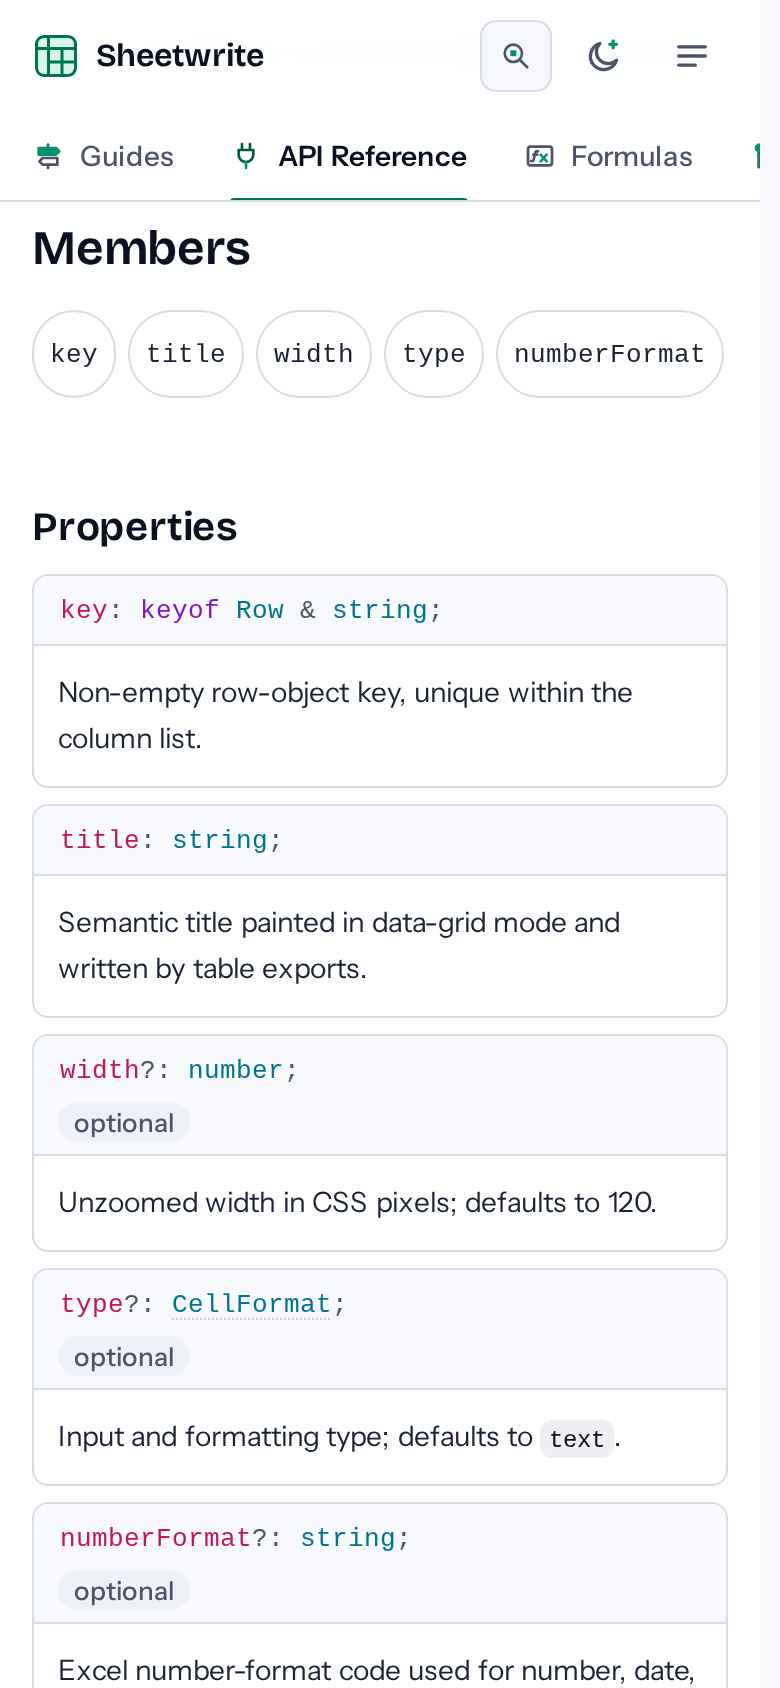 Sheetwrite
Guides
API Reference
Formulas
Members
key
title
width
type
numberFormat
Properties
key: keyof Row & string;
Non-empty row-object key, unique within the
column list.
title: string;
Semantic title painted in data-grid mode and
written by table exports.
width?: number;
optional
Unzoomed width in CSS pixels; defaults to 120.
type?: CellFormat;
optional
Input and formatting type; defaults to text.
numberFormat?: string;
optional
Excel number-format code used for number, date,